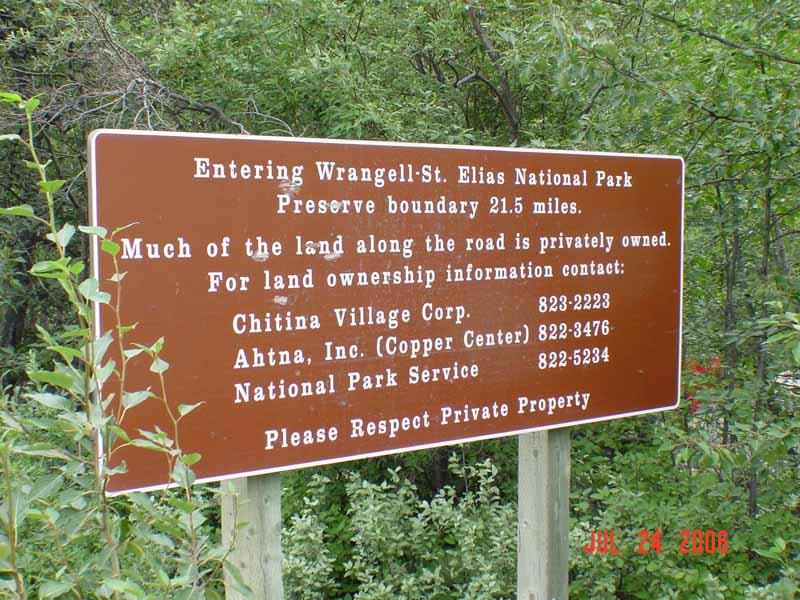 Entering Wrangell-St. Elias National Park
Preserve boundary 21.5 miles.
Much of the land along the road is privately owned.
For land ownership information contact:
Chitina Village Corp. 823-2223
Ahtna, Inc. (Copper Center) 822-3476
National Park Service 822-5234
Please Respect Private Property
JUL 24 2006